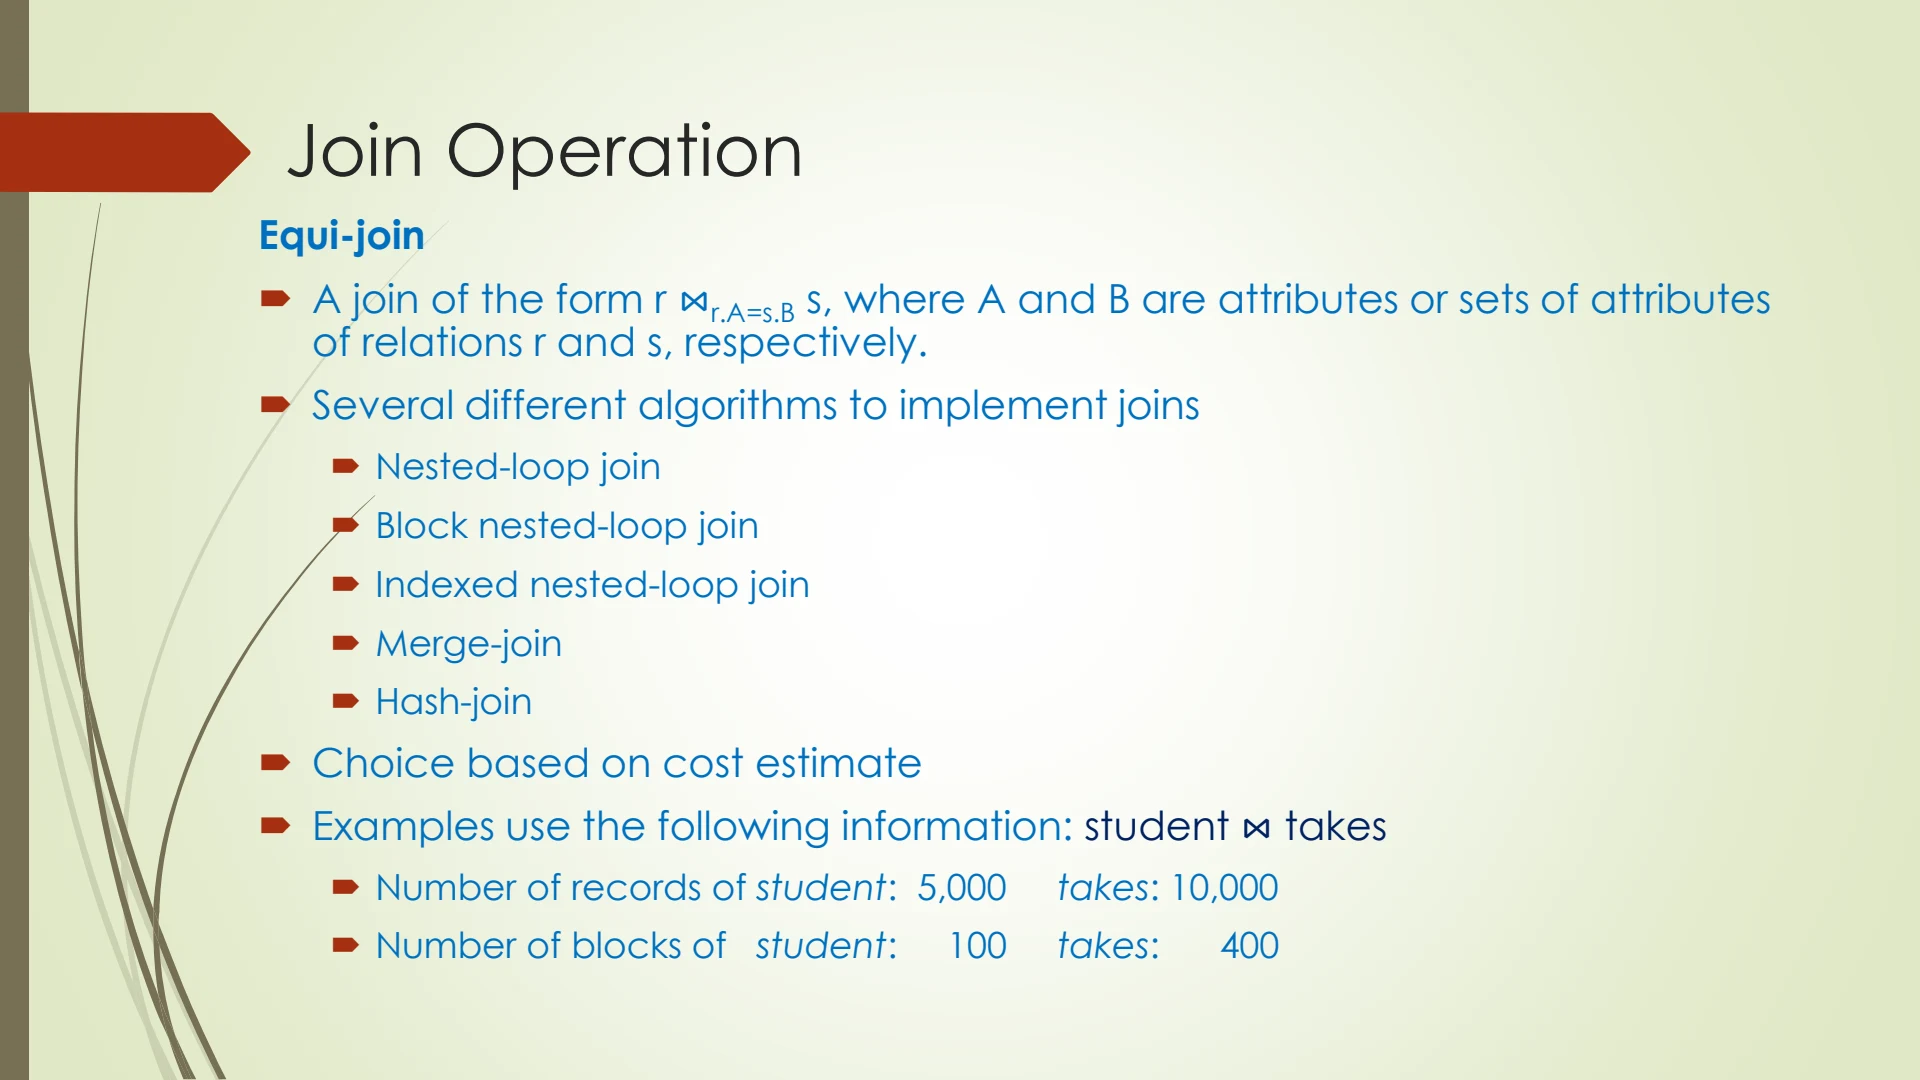 Join Operation
Equi-join
A join of the form r ⋈r.A=s.B s, where A and B are attributes or sets of attributes
of relations r and s, respectively.
Several different algorithms to implement joins
Nested-loop join
Block nested-loop join
Indexed nested-loop join
Merge-join
Hash-join
Choice based on cost estimate
Examples use the following information: student ⋈ takes
Number of records of student: 5,000 takes: 10,000
Number of blocks of student: 100 takes: 400